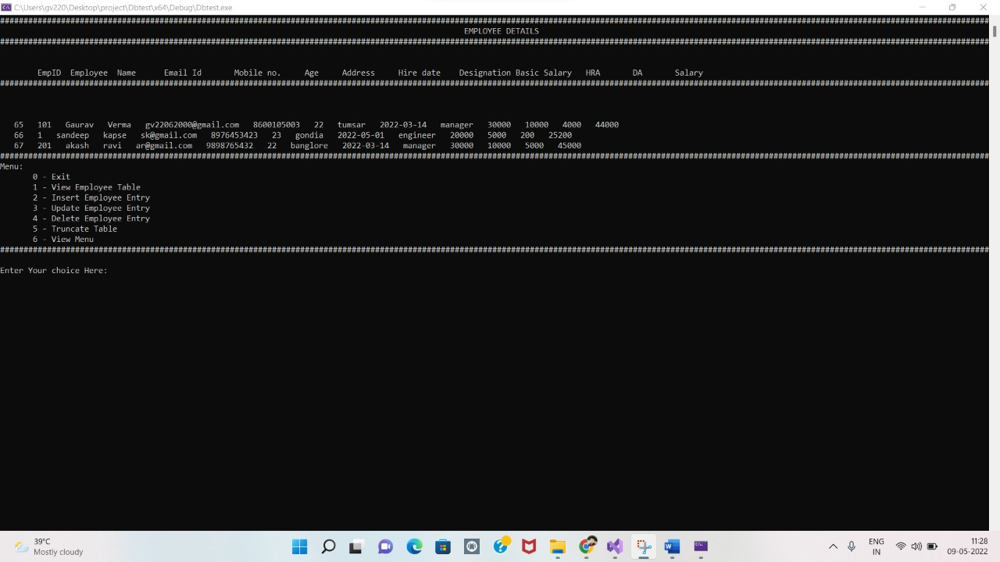 C:\Users\gv220\Desktop\project\Dbtest\x64\Debug\Dbtest.exe
EMPLOYEE DETAILS
EmpID Employee Name Email Id Mobile no. Age Address Hire date Designation Basic Salary HRA DA Salary
65 101 Gaurav Verma gv22062000@gmail.com 8600105003 22 tumsar 2022-03-14 manager 30000 10000 4000 44000
66 1 sandeep kapse sk@gmail.com 8976453423 23 gondia 2022-05-01 engineer 20000 5000 200 25200
67 201 akash ravi ar@gmail.com 9898765432 22 banglore 2022-03-14 manager 30000 10000 5000 45000
Menu:
0 - Exit
1 - View Employee Table
2 - Insert Employee Entry
3 - Update Employee Entry
4 - Delete Employee Entry
5 - Truncate Table
6 - View Menu
Enter Your choice Here:
39°C
Mostly cloudy
ENG
IN
11:28
09-05-2022